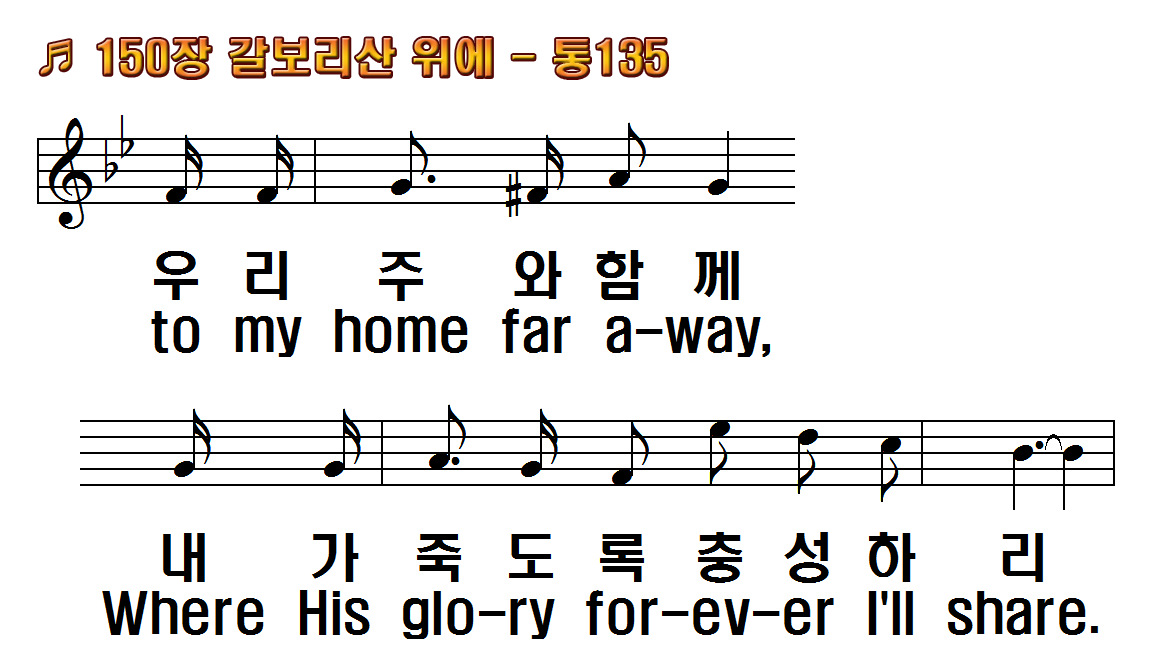 150장 갈보리산 위에 - 통135
우 리 주 와 함 께
to my home far a-way,
내 가 죽 도 록 충 성 하 리
Where His glo-ry for-ev-er I'll share.